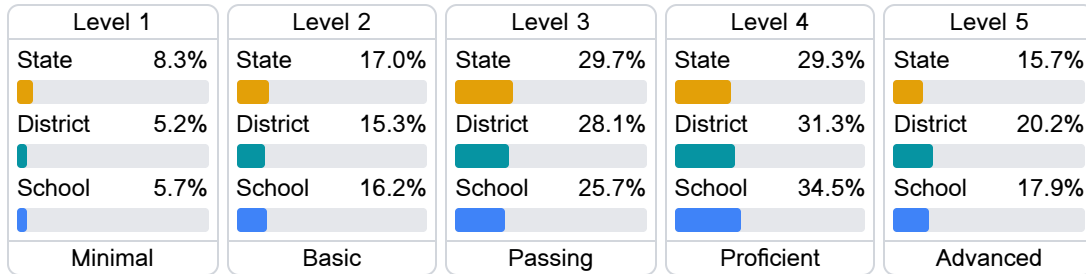 Level 1
State 8.3%
District 5.2%
School 5.7%
Minimal
Level 2
State 17.0%
District 15.3%
School 16.2%
Basic
Level 3
State 29.7%
District 28.1%
School 25.7%
Passing
Level 4
State 29.3%
District 31.3%
School 34.5%
Proficient
Level 5
State 15.7%
District 20.2%
School 17.9%
Advanced